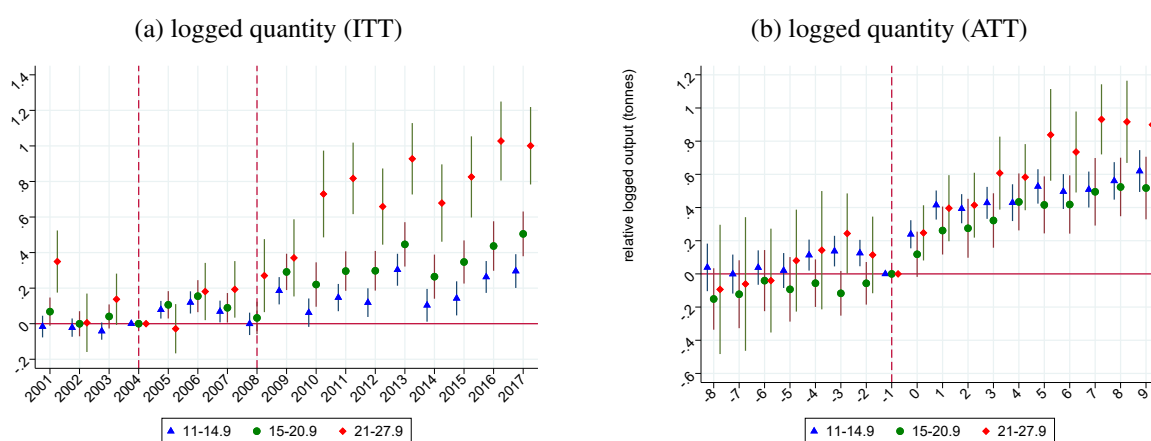 (a) logged quantity (ITT)
1.4
1.2
1
.8
.6
.4
.2
0
-.2
2001 2002 2003 2004 2005 2006 2007 2008 2009 2010 2011 2012 2013 2014 2015 2016 2017
11-14.9 15-20.9 21-27.9
(b) logged quantity (ATT)
relative logged output (tonnes)
1.2
1
.8
.6
.4
.2
0
-.2
-.4
-.6
-8 -7 -6 -5 -4 -3 -2 -1 0 1 2 3 4 5 6 7 8 9
11-14.9 15-20.9 21-27.9